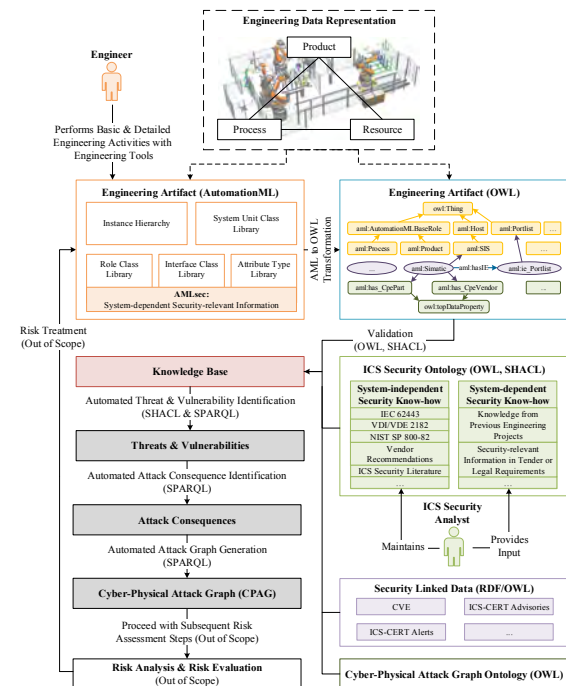 Engineering Data Representation
Product
Process
Resource
Engineer
Performs Basic & Detailed
Engineering Activities with
Engineering Tools
Engineering Artifact (AutomationML)
Instance Hierarchy
System Unit Class
Library
Role Class
Library
Interface Class
Library
Attribute Type
Library
AMLsec:
System-dependent Security-relevant Information
AML to OWL
Transformation
Engineering Artifact (OWL)
owl:Thing
aml:AutomationMLBaseRole
aml:Host
aml:Portlist
...
aml:Process
aml:Product
aml:SIS
...
...
aml:Simatic
aml:hasIE
aml:ie_Portlist
aml:has_CpePart
aml:has_CpeVendor
...
owl:topDataProperty
Risk Treatment
(Out of Scope)
Validation
(OWL, SHACL)
Knowledge Base
Automated Threat & Vulnerability Identification
(SHACL & SPARQL)
Threats & Vulnerabilities
Automated Attack Consequence Identification
(SPARQL)
Attack Consequences
Automated Attack Graph Generation
(SPARQL)
Cyber-Physical Attack Graph (CPAG)
Proceed with Subsequent Risk
Assessment Steps (Out of Scope)
Risk Analysis & Risk Evaluation
(Out of Scope)
ICS Security Ontology (OWL, SHACL)
System-independent
Security Know-how
IEC 62443
VDI/VDE 2182
NIST SP 800-82
Vendor
Recommendations
ICS Security Literature
...
System-dependent
Security Know-how
Knowledge from
Previous Engineering
Projects
Security-relevant
Information in Tender or
Legal Requirements
...
ICS Security
Analyst
Maintains
Provides
Input
Security Linked Data (RDF/OWL)
CVE
ICS-CERT Advisories
ICS-CERT Alerts
...
Cyber-Physical Attack Graph Ontology (OWL)